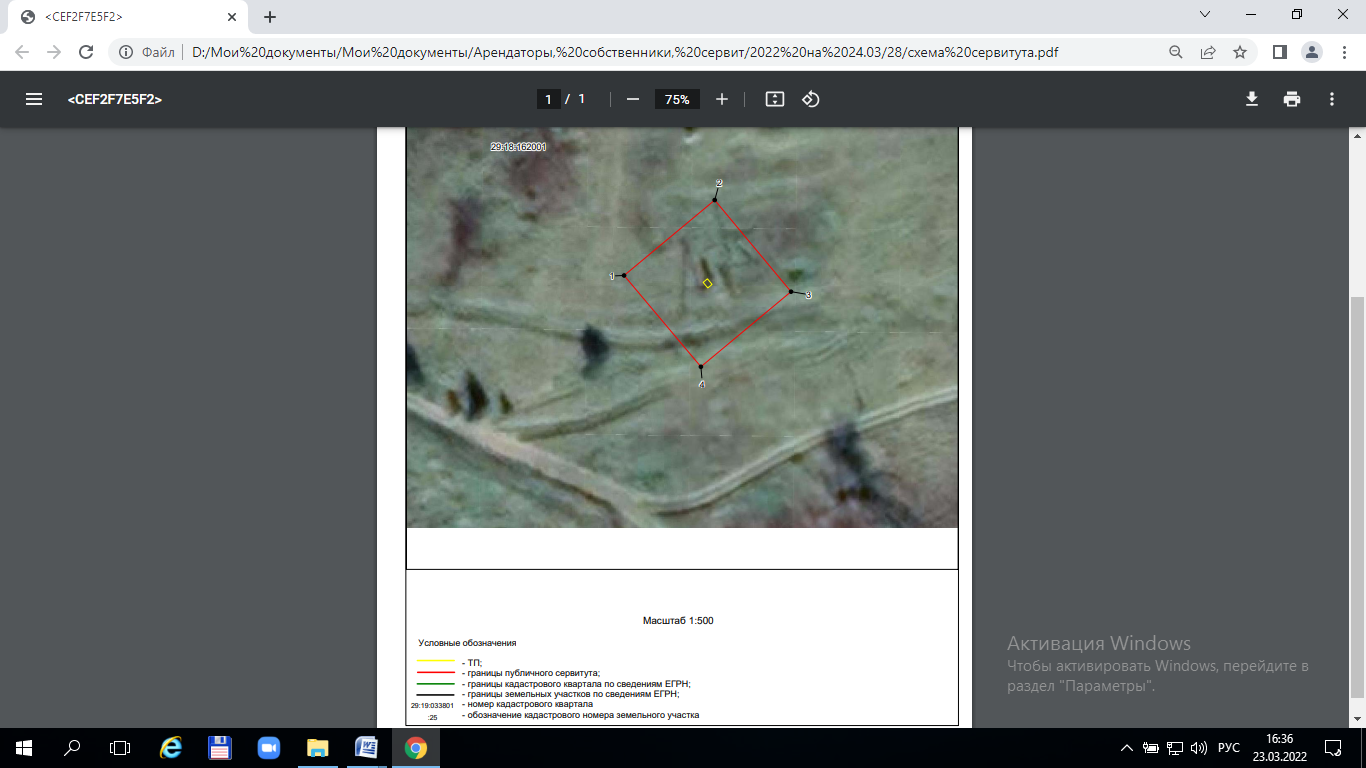 <CEF2F7E5F2>
Файл D:/Мои%20документы/Мои%20документы/Арендаторы,%20собственники,%20сервит/2022%20на%2024.03/28/схема%20сервитута.pdf
<CEF2F7E5F2> 1 / 1 75%
29:18:162001
2
1
3
4
Масштаб 1:500
Условные обозначения
- ТП;
- границы публичного сервитута;
- границы кадастрового квартала по сведениям ЕГРН;
- границы земельных участков по сведениям ЕГРН;
29:19:033801 - номер кадастрового квартала
:25 - обозначение кадастрового номера земельного участка
Активация Windows
Чтобы активировать Windows, перейдите в
раздел "Параметры".
РУС
16:36
23.03.2022